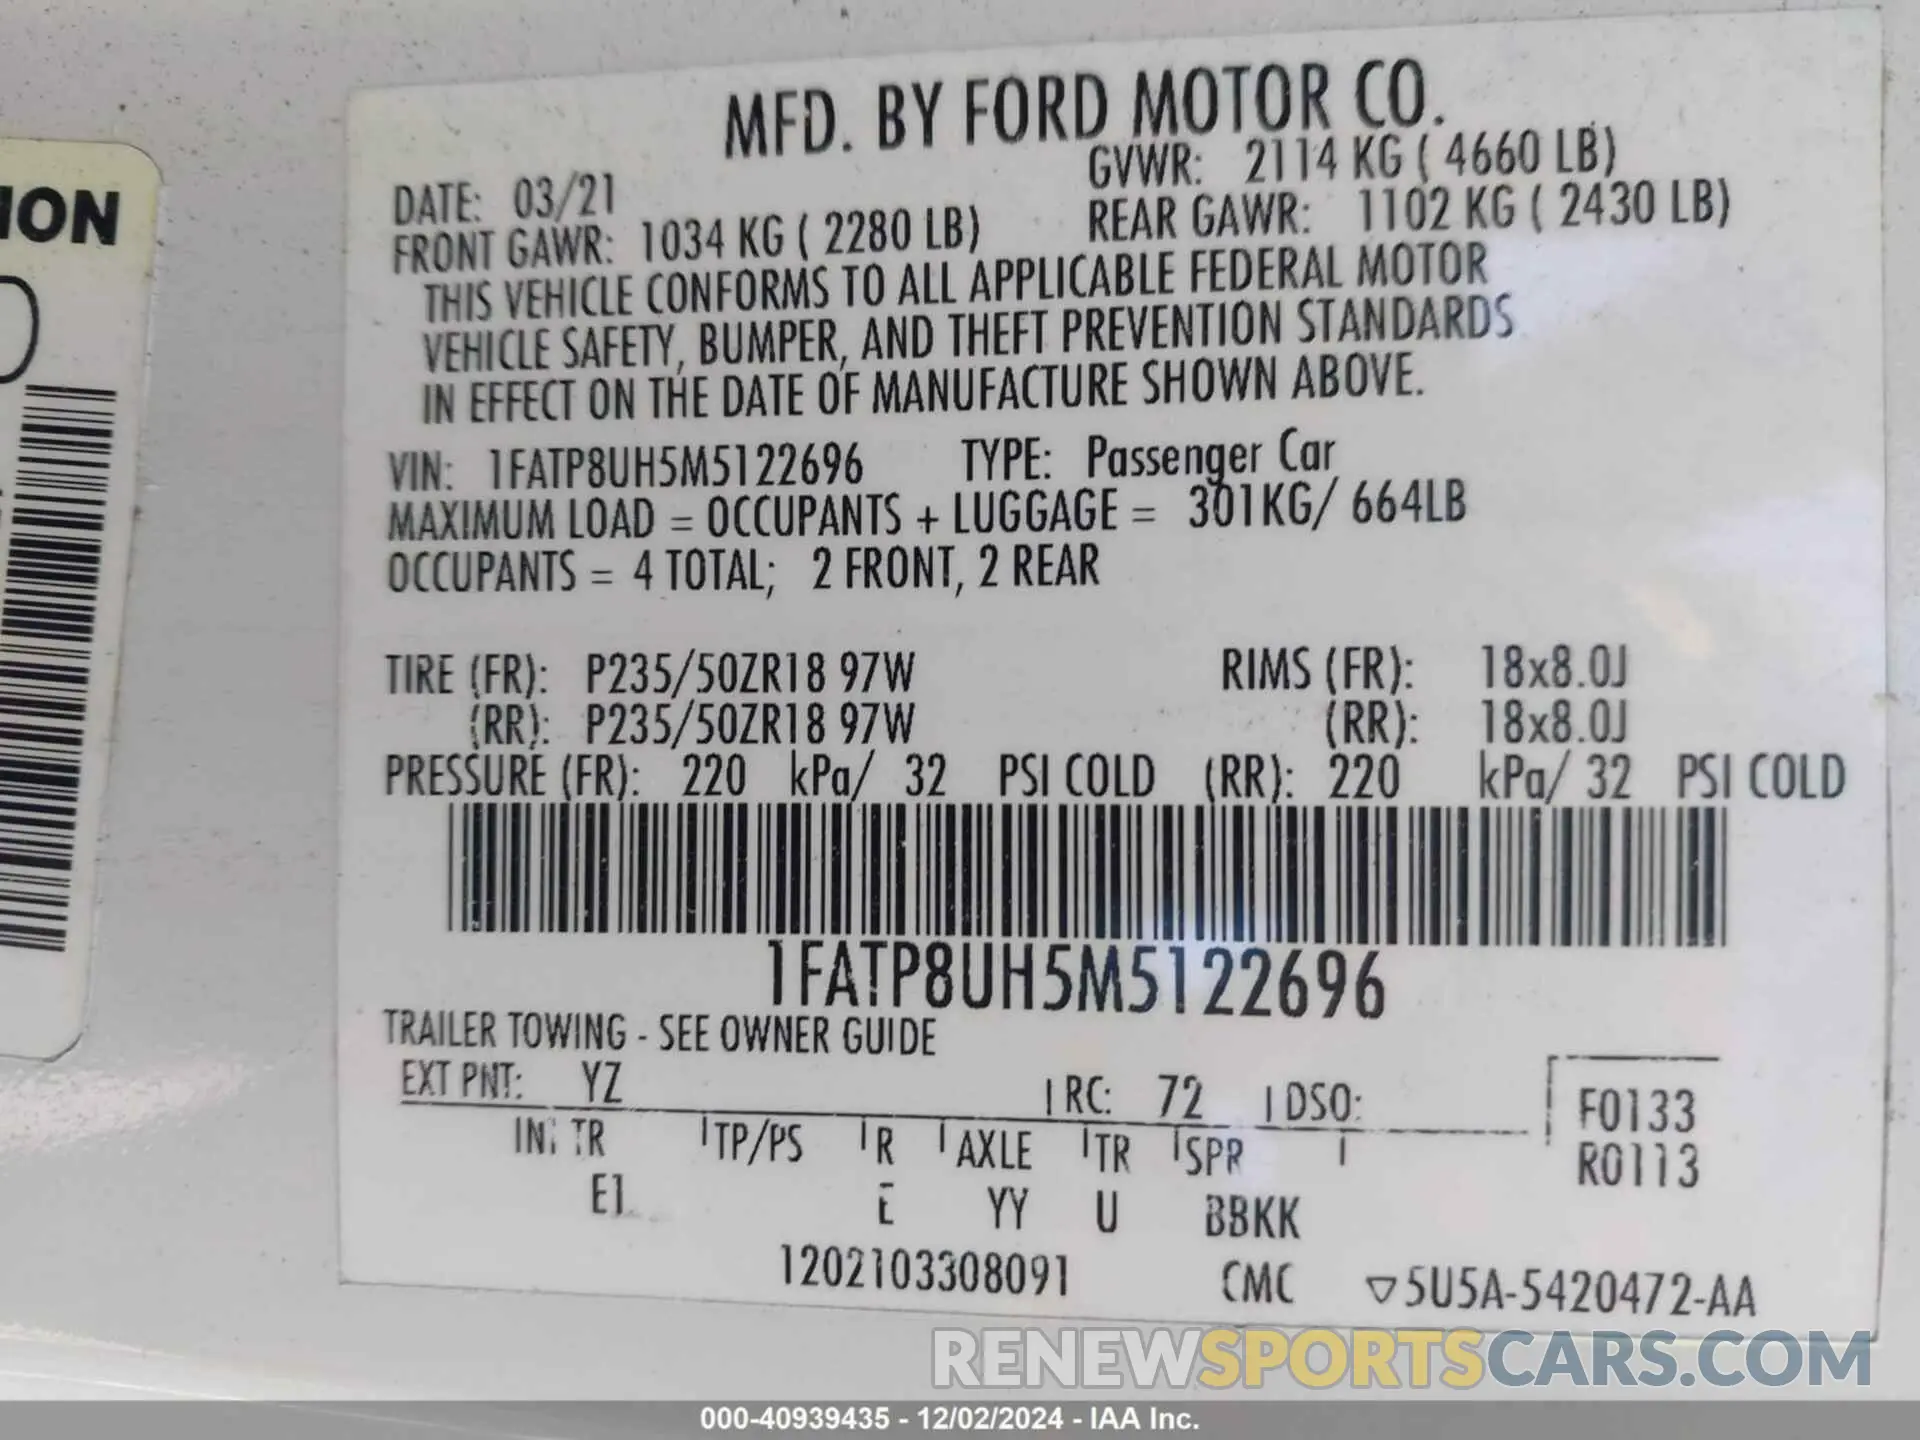 MFD. BY FORD MOTOR CO.
DATE: 03/21 GVWR: 2114 KG ( 4660 LB)
FRONT GAWR: 1034 KG ( 2280 LB) REAR GAWR: 1102 KG ( 2430 LB)
THIS VEHICLE CONFORMS TO ALL APPLICABLE FEDERAL MOTOR
VEHICLE SAFETY, BUMPER, AND THEFT PREVENTION STANDARDS
IN EFFECT ON THE DATE OF MANUFACTURE SHOWN ABOVE.
VIN: 1FATP8UH5M5122696 TYPE: Passenger Car
MAXIMUM LOAD = OCCUPANTS + LUGGAGE = 301KG/ 664LB
OCCUPANTS = 4 TOTAL; 2 FRONT, 2 REAR
TIRE (FR): P235/50ZR18 97W RIMS (FR): 18x8.0J
(RR): P235/50ZR18 97W (RR): 18x8.0J
PRESSURE (FR): 220 kPa/ 32 PSI COLD (RR): 220 kPa/ 32 PSI COLD
1FATP8UH5M5122696
TRAILER TOWING - SEE OWNER GUIDE
EXT PNT: YZ RC: 72 DSO: F0133
INT TR TP/PS R AXLE TR SPR R0113
E YY U BBKK
1202103308091 CMC ▽5U5A-5420472-AA
RENEWSPORTSCARS.COM
000-40939435 - 12/02/2024 - IAA Inc.